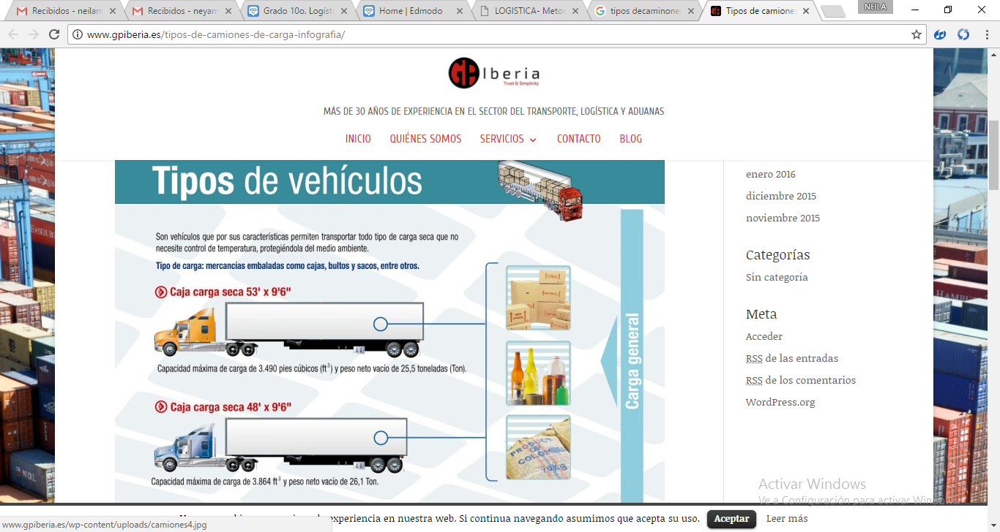 Recibidos - neilam
Recibidos - neyam
Grado 10o. Logíst
Home | Edmodo
LOGISTICA- Metod
tipos decaminone
Tipos de camione
NEILA
www.gpiberia.es/tipos-de-camiones-de-carga-infografia/
GP Iberia
Trust & Simplicity
MÁS DE 30 AÑOS DE EXPERIENCIA EN EL SECTOR DEL TRANSPORTE, LOGÍSTICA Y ADUANAS
INICIO QUIÉNES SOMOS SERVICIOS CONTACTO BLOG
Tipos de vehículos
Son vehículos que por sus características permiten transportar todo tipo de carga seca que no
necesite control de temperatura, protegiéndola del medio ambiente.
Tipo de carga: mercancías embaladas como cajas, bultos y sacos, entre otros.
Caja carga seca 53' x 9'6"
Capacidad máxima de carga de 3.490 pies cúbicos (ft³) y peso neto vacío de 25,5 toneladas (Ton).
Caja carga seca 48' x 9'6"
Capacidad máxima de carga de 3.864 ft³ y peso neto vacío de 26,1 Ton.
PRODUCT
OF
COLOMBIA
70Kg
Carga general
enero 2016
diciembre 2015
noviembre 2015
Categorías
Sin categoría
Meta
Acceder
RSS de las entradas
RSS de los comentarios
WordPress.org
Activar Windows
Ve a Configuración para activar Windows.
experiencia en nuestra web. Si continua navegando asumimos que acepta su uso.
Aceptar
Leer más
www.gpiberia.es/wp-content/uploads/camiones4.jpg